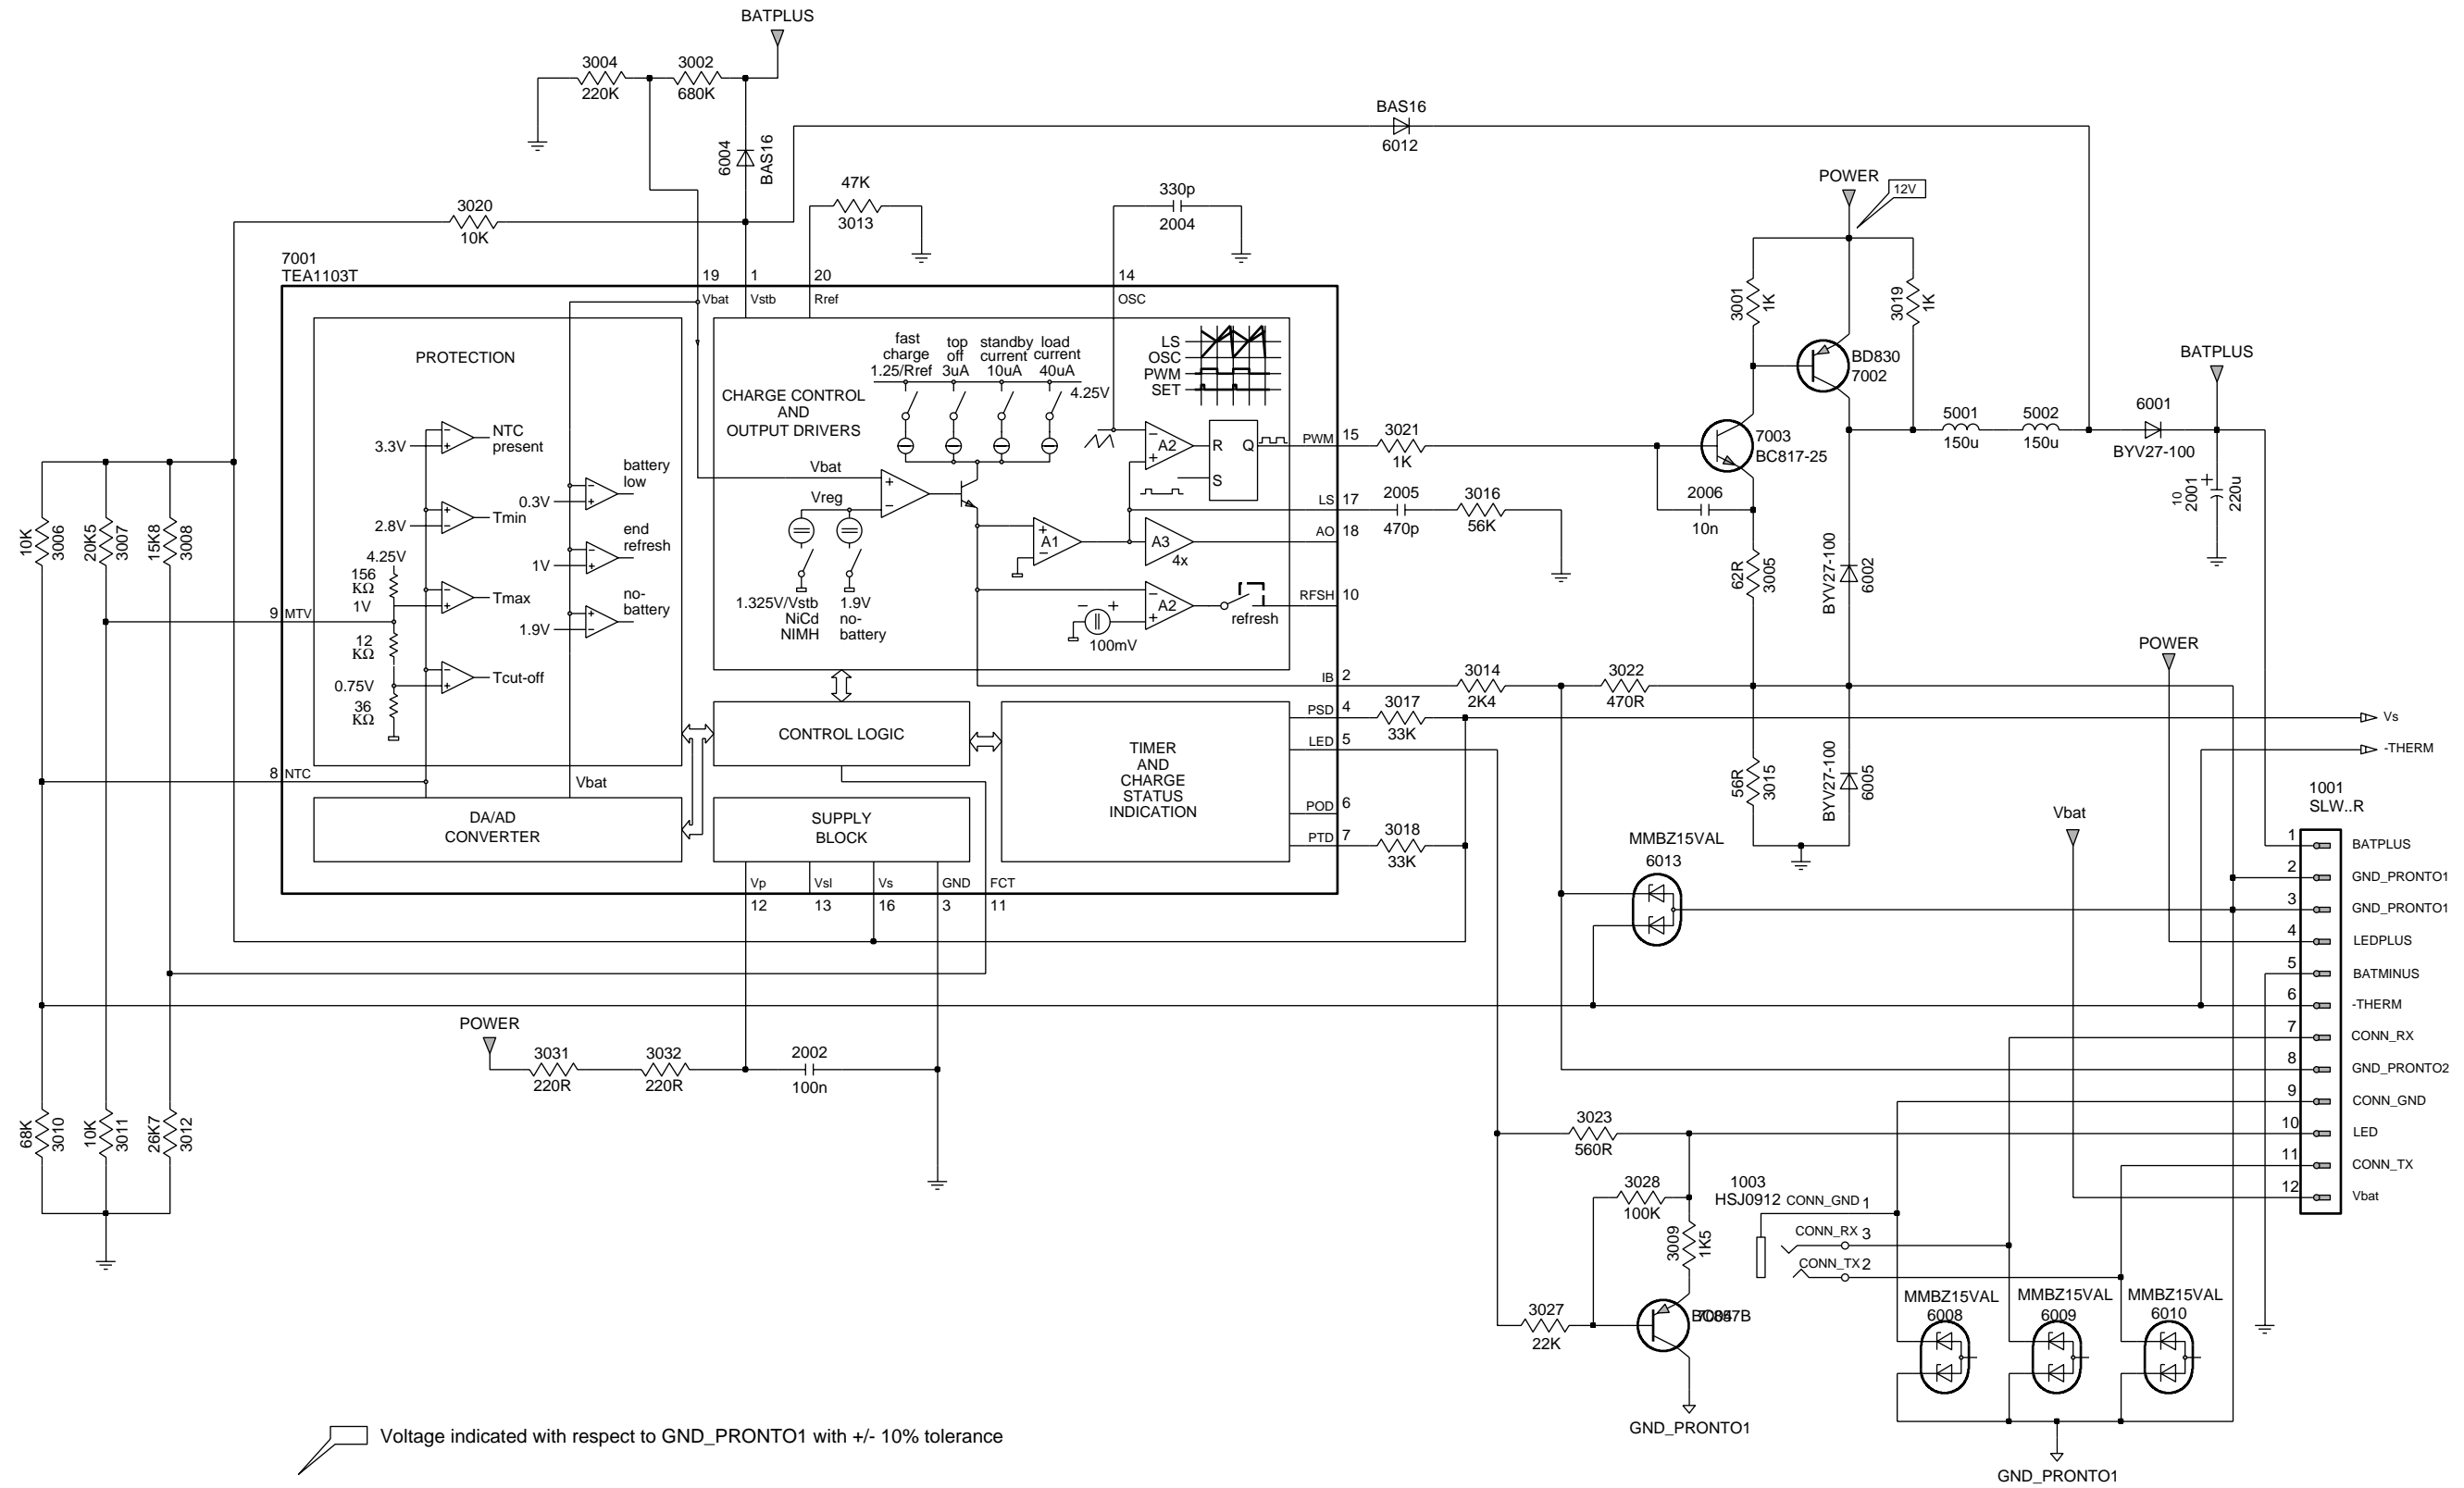 BATPLUS
3004
220K
3002
680K
6004
BAS16
BAS16
6012
3020
10K
47K
3013
330p
2004
POWER
12V
7001
TEA1103T
19
1
20
14
Vbat
Vstb
Rref
OSC
PROTECTION
NTC
present
3.3V
Tmin
2.8V
4.25V
156
KΩ
1V
Tmax
12
KΩ
0.75V
36
KΩ
Tcut-off
battery
low
0.3V
end
refresh
1V
no-
battery
1.9V
9
MTV
8
NTC
Vbat
DA/AD
CONVERTER
fast
charge
1.25/Rref
top
off
3uA
standby
current
10uA
load
current
40uA
4.25V
LS
OSC
PWM
SET
CHARGE CONTROL
AND
OUTPUT DRIVERS
Vbat
Vreg
1.325V/Vstb
NiCd
NIMH
1.9V
no-
battery
A2
R
Q
S
A1
A3
4x
A2
100mV
refresh
PWM
15
LS
17
AO
18
RFSH
10
IB
2
PSD
4
LED
5
POD
6
PTD
7
CONTROL LOGIC
SUPPLY
BLOCK
TIMER
AND
CHARGE
STATUS
INDICATION
Vp
Vsl
Vs
GND
FCT
12
13
16
3
11
10K
3006
20K5
3007
15K8
3008
68K
3010
10K
3011
26K7
3012
POWER
3031
220R
3032
220R
2002
100n
3021
1K
2005
470p
3016
56K
3001
1K
3019
1K
BD830
7002
7003
BC817-25
2006
10n
62R
3005
BYV27-100
6002
5001
150u
5002
150u
6001
BYV27-100
BATPLUS
10
2001
220u
3014
2K4
3022
470R
3017
33K
3018
33K
56R
3015
BYV27-100
6005
POWER
Vs
-THERM
MMBZ15VAL
6013
Vbat
1001
SLW..R
1
BATPLUS
2
GND_PRONTO1
3
GND_PRONTO1
4
LEDPLUS
5
BATMINUS
6
-THERM
7
CONN_RX
8
GND_PRONTO2
9
CONN_GND
10
LED
11
CONN_TX
12
Vbat
3023
560R
3028
100K
3009
1K5
3027
22K
GND_PRONTO1
1003
HSJ0912
CONN_GND 1
CONN_RX 3
CONN_TX 2
MMBZ15VAL
6008
MMBZ15VAL
6009
MMBZ15VAL
6010
GND_PRONTO1
Voltage indicated with respect to GND_PRONTO1 with +/- 10% tolerance